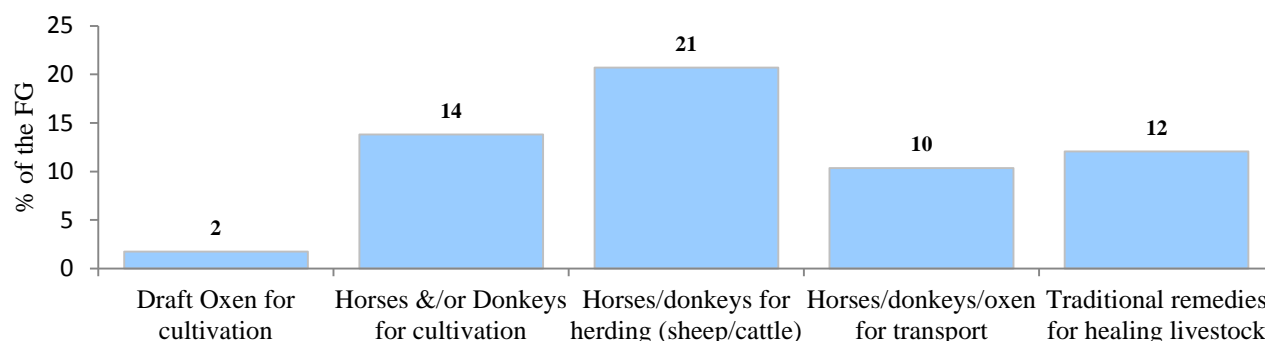 25
20
15
10
5
0
% of the FG
2
14
21
10
12
Draft Oxen for
cultivation
Horses &/or Donkeys
for cultivation
Horses/donkeys for
herding (sheep/cattle)
Horses/donkeys/oxen
for transport
Traditional remedies
for healing livestock